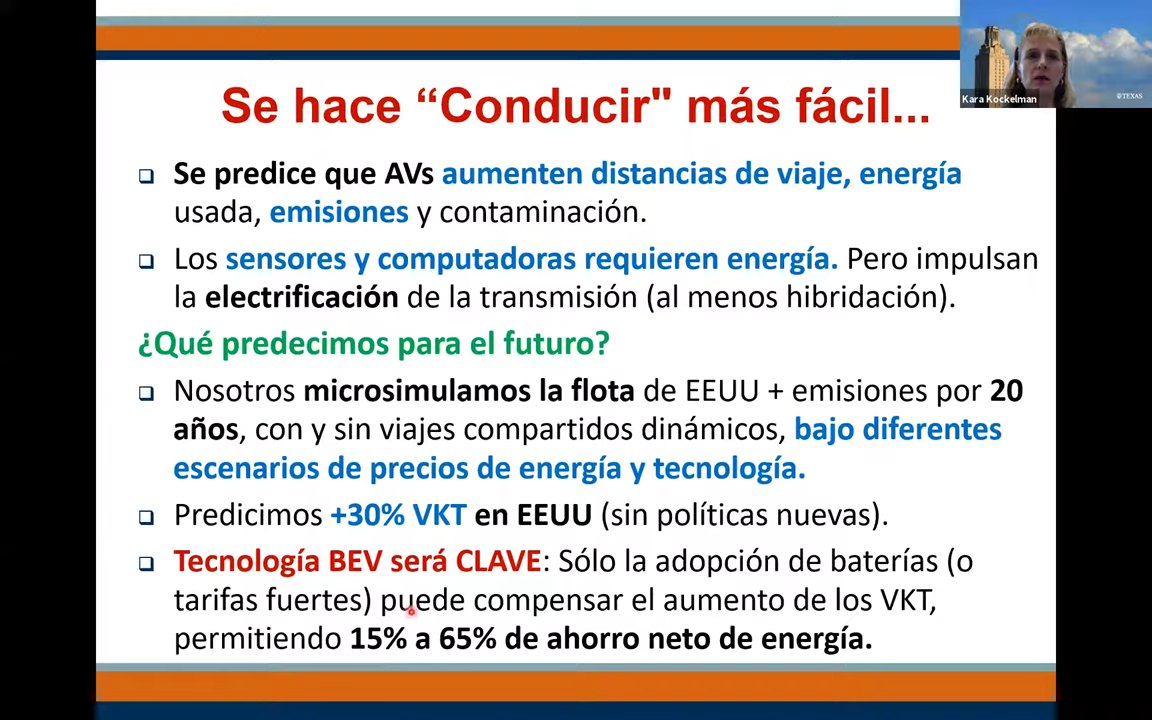 Se hace “Conducir" más fácil...
Kara Kockelman
TEXAS
Se predice que AVs aumenten distancias de viaje, energía
usada, emisiones y contaminación.
Los sensores y computadoras requieren energía. Pero impulsan
la electrificación de la transmisión (al menos hibridación).
¿Qué predecimos para el futuro?
Nosotros microsimulamos la flota de EEUU + emisiones por 20
años, con y sin viajes compartidos dinámicos, bajo diferentes
escenarios de precios de energía y tecnología.
Predicimos +30% VKT en EEUU (sin políticas nuevas).
Tecnología BEV será CLAVE: Sólo la adopción de baterías (o
tarifas fuertes) puede compensar el aumento de los VKT,
permitiendo 15% a 65% de ahorro neto de energía.